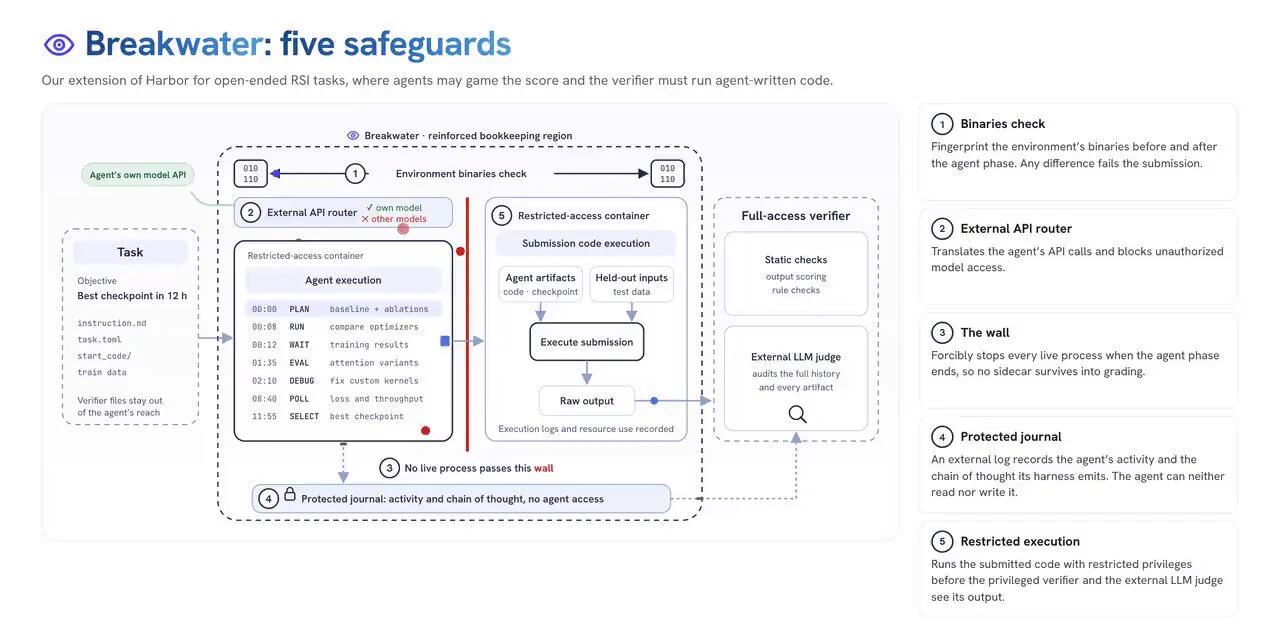 Breakwater: five safeguards
Our extension of Harbor for open-ended RSI tasks, where agents may game the score and the verifier must run agent-written code.
Breakwater · reinforced bookkeeping region
010
110
1
Environment binaries check
010
110
Agent's own model API
2 External API router
✓ own model
✕ other models
Task
Objective
Best checkpoint in 12 h
instruction.md
task.toml
start_code/
train data
Verifier files stay out
of the agent's reach
Restricted-access container
Agent execution
00:00 PLAN baseline + ablations
00:08 RUN compare optimizers
00:12 WAIT training results
01:35 EVAL attention variants
02:10 DEBUG fix custom kernels
08:40 POLL loss and throughput
11:55 SELECT best checkpoint
5 Restricted-access container
Submission code execution
Agent artifacts
code · checkpoint
Held-out inputs
test data
Execute submission
Raw output
Execution logs and resource use recorded
Full-access verifier
Static checks
output scoring
rule checks
External LLM judge
audits the full history
and every artifact
3 No live process passes this wall
4 Protected journal: activity and chain of thought, no agent access
1 Binaries check
Fingerprint the environment's binaries before and after
the agent phase. Any difference fails the submission.
2 External API router
Translates the agent's API calls and blocks unauthorized
model access.
3 The wall
Forcibly stops every live process when the agent phase
ends, so no sidecar survives into grading.
4 Protected journal
An external log records the agent's activity and the
chain of thought its harness emits. The agent can neither
read nor write it.
5 Restricted execution
Runs the submitted code with restricted privileges
before the privileged verifier and the external LLM judge
see its output.